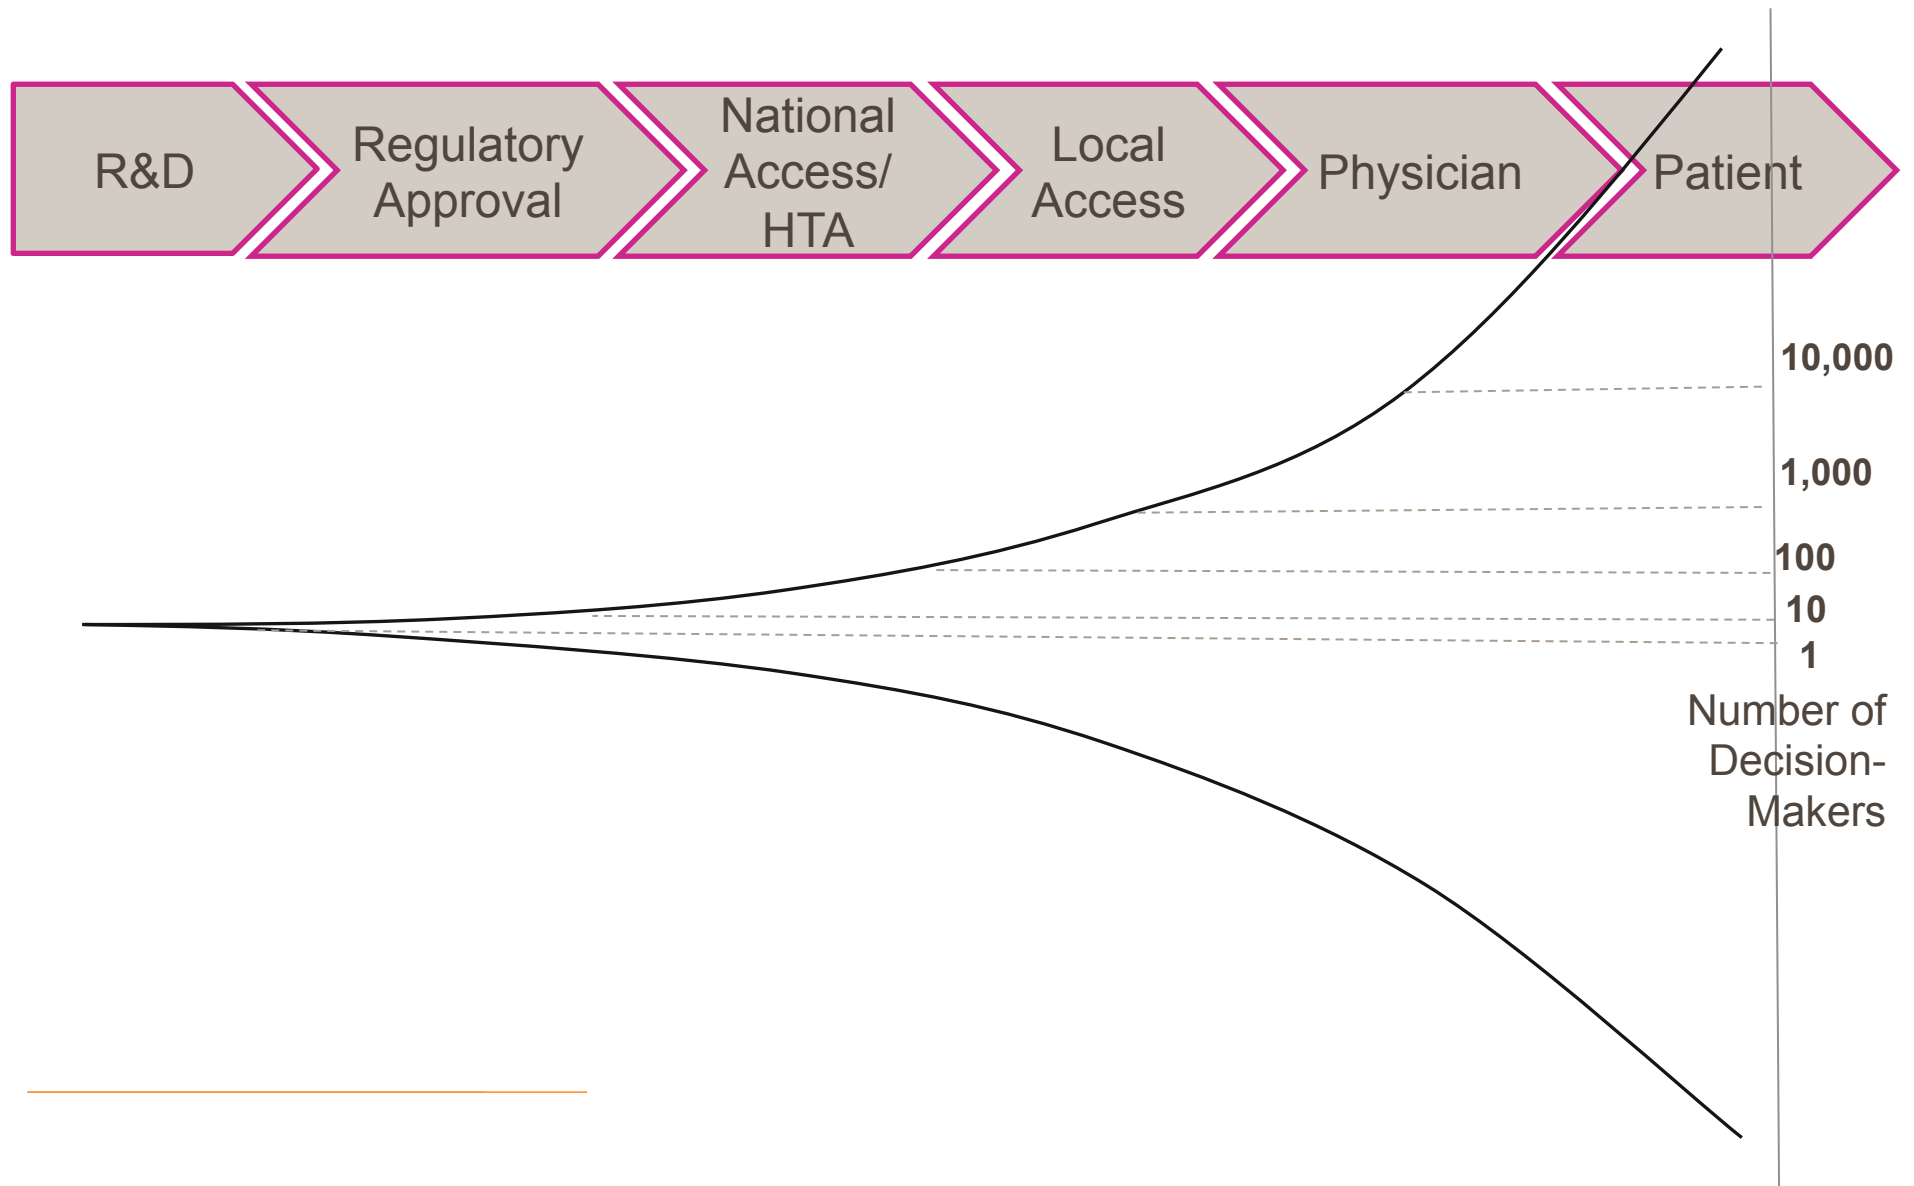 R&D
Regulatory
Approval
National
Access/
HTA
Local
Access
Physician
Patient
10,000
1,000
100
10
1
Number of
Decision-
Makers